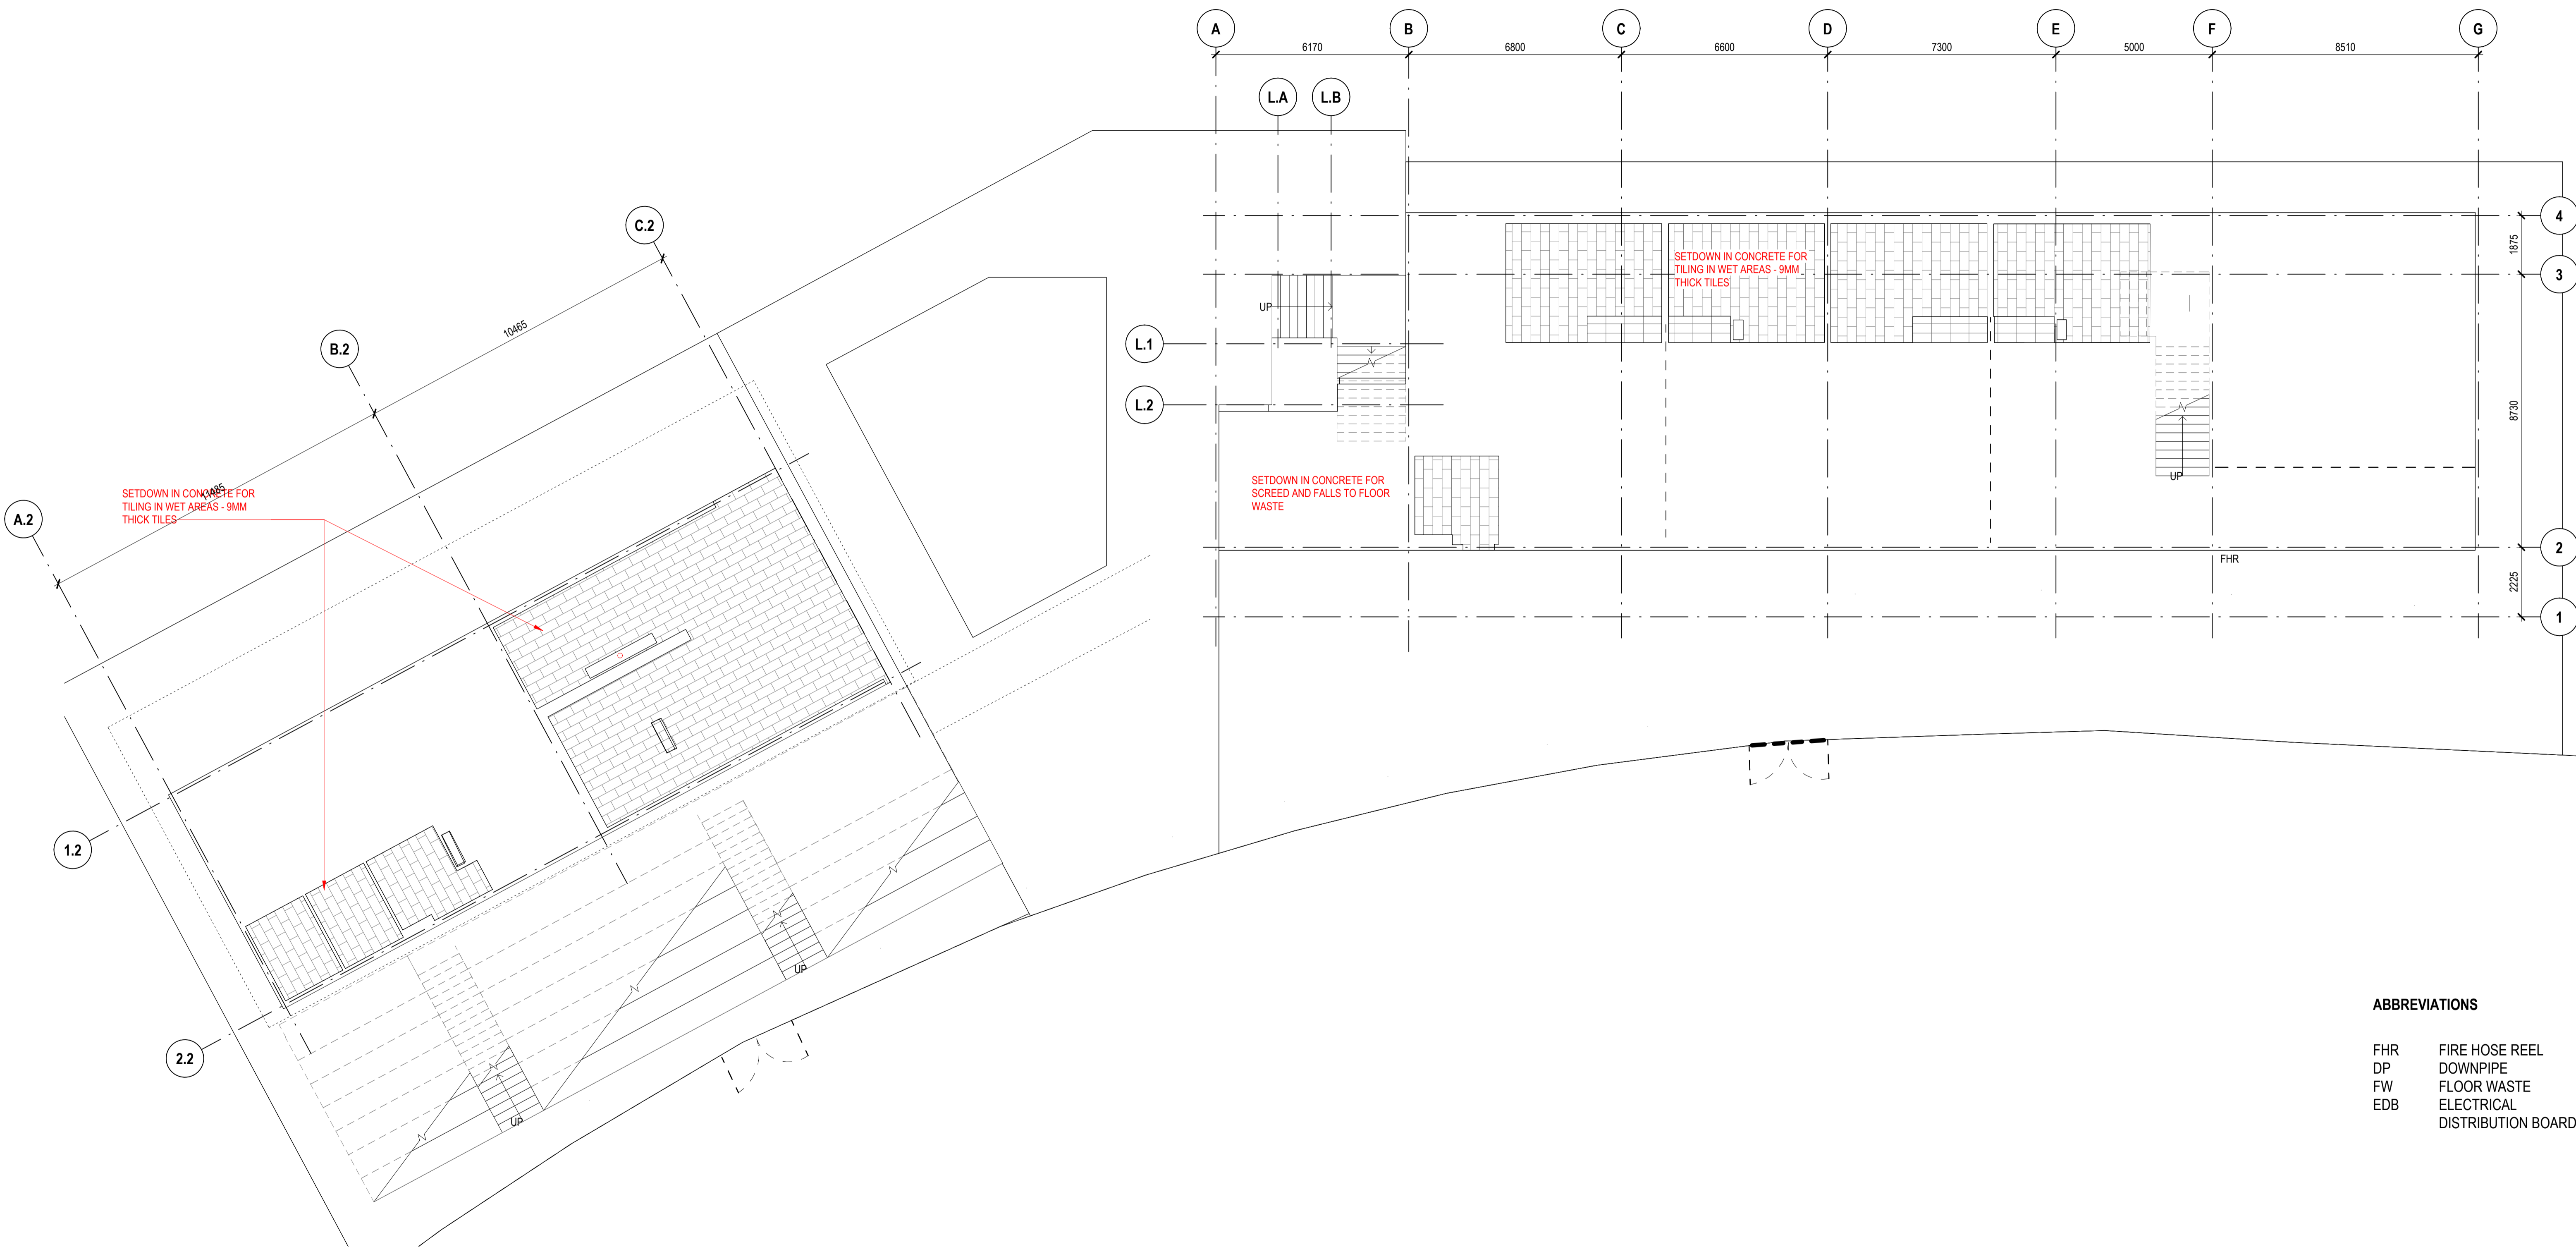 A
B
C
D
E
F
G
6170
6800
6600
7300
5000
8510
L.A
L.B
4
1875
3
8730
2
2225
1
C.2
10465
B.2
11485
A.2
SETDOWN IN CONCRETE FOR
TILING IN WET AREAS - 9MM
THICK TILES
SETDOWN IN CONCRETE FOR
TILING IN WET AREAS - 9MM
THICK TILES
UP
L.1
L.2
SETDOWN IN CONCRETE FOR
SCREED AND FALLS TO FLOOR
WASTE
UP
FHR
1.2
2.2
UP
UP
ABBREVIATIONS
FHR FIRE HOSE REEL
DP DOWNPIPE
FW FLOOR WASTE
EDB ELECTRICAL
DISTRIBUTION BOARD